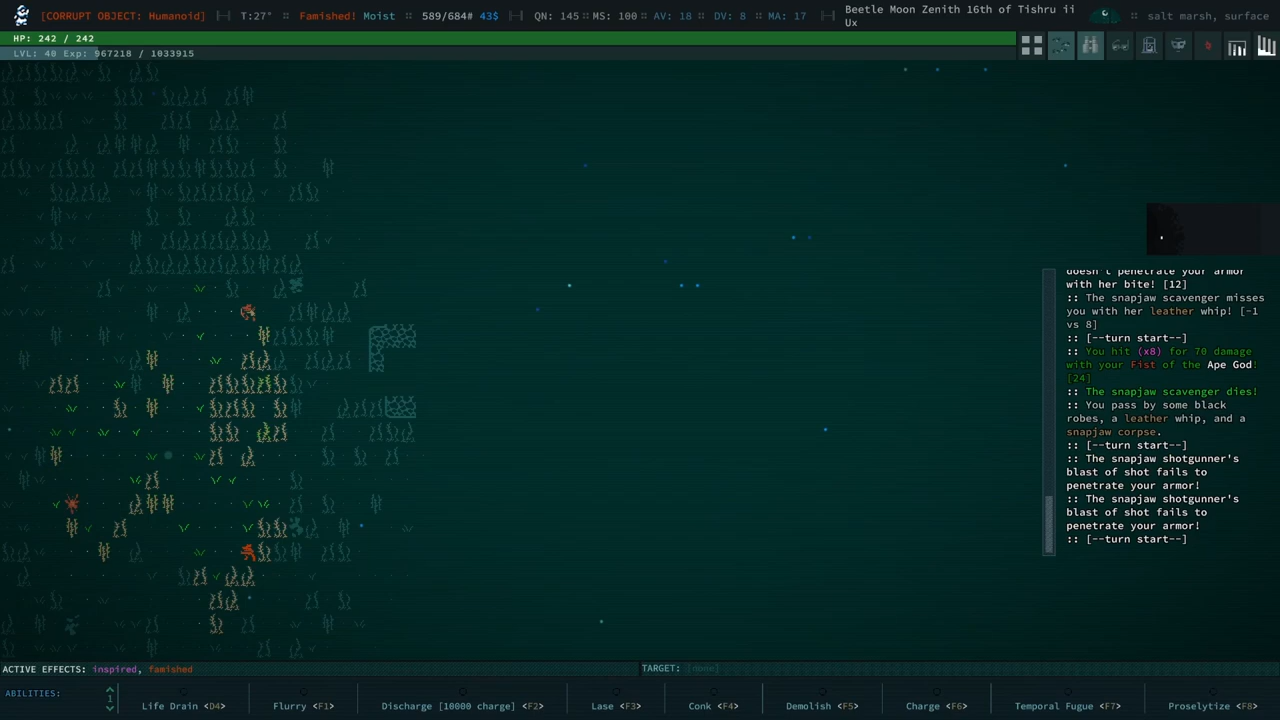 [CORRUPT OBJECT: Humanoid] T:27° :: Famished! Moist :: 589/684# 43$ QN: 145 :: MS: 100 :: AV: 18 :: DV: 8 :: MA: 17 Beetle Moon Zenith 16th of Tishru ii Ux :: salt marsh, surface
HP: 242 / 242
LVL: 40 Exp: 967218 / 1033915
doesn't penetrate your armor
with her bite! [12]
:: The snapjaw scavenger misses
you with her leather whip! [-1
vs 8]
:: [--turn start--]
:: You hit (x8) for 70 damage
with your Fist of the Ape God!
[24]
:: The snapjaw scavenger dies!
:: You pass by some black
robes, a leather whip, and a
snapjaw corpse.
:: [--turn start--]
:: The snapjaw shotgunner's
blast of shot fails to
penetrate your armor!
:: The snapjaw shotgunner's
blast of shot fails to
penetrate your armor!
:: [--turn start--]
ACTIVE EFFECTS: inspired, famished TARGET: [none]
ABILITIES: 1 Life Drain <D4> Flurry <F1> Discharge [10000 charge] <F2> Lase <F3> Conk <F4> Demolish <F5> Charge <F6> Temporal Fugue <F7> Proselytize <F8>